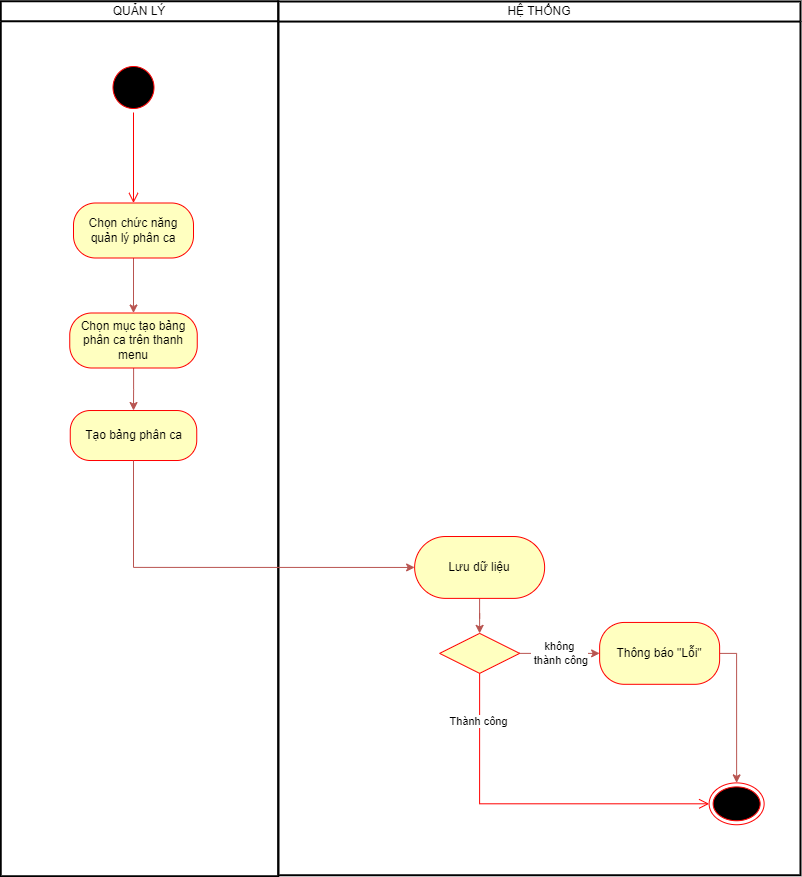 QUẢN LÝ
HỆ THỐNG
Chọn chức năng
quản lý phân ca
Chọn mục tạo bảng
phân ca trên thanh
menu
Tạo bảng phân ca
Lưu dữ liệu
không
thành công
Thông báo "Lỗi"
Thành công